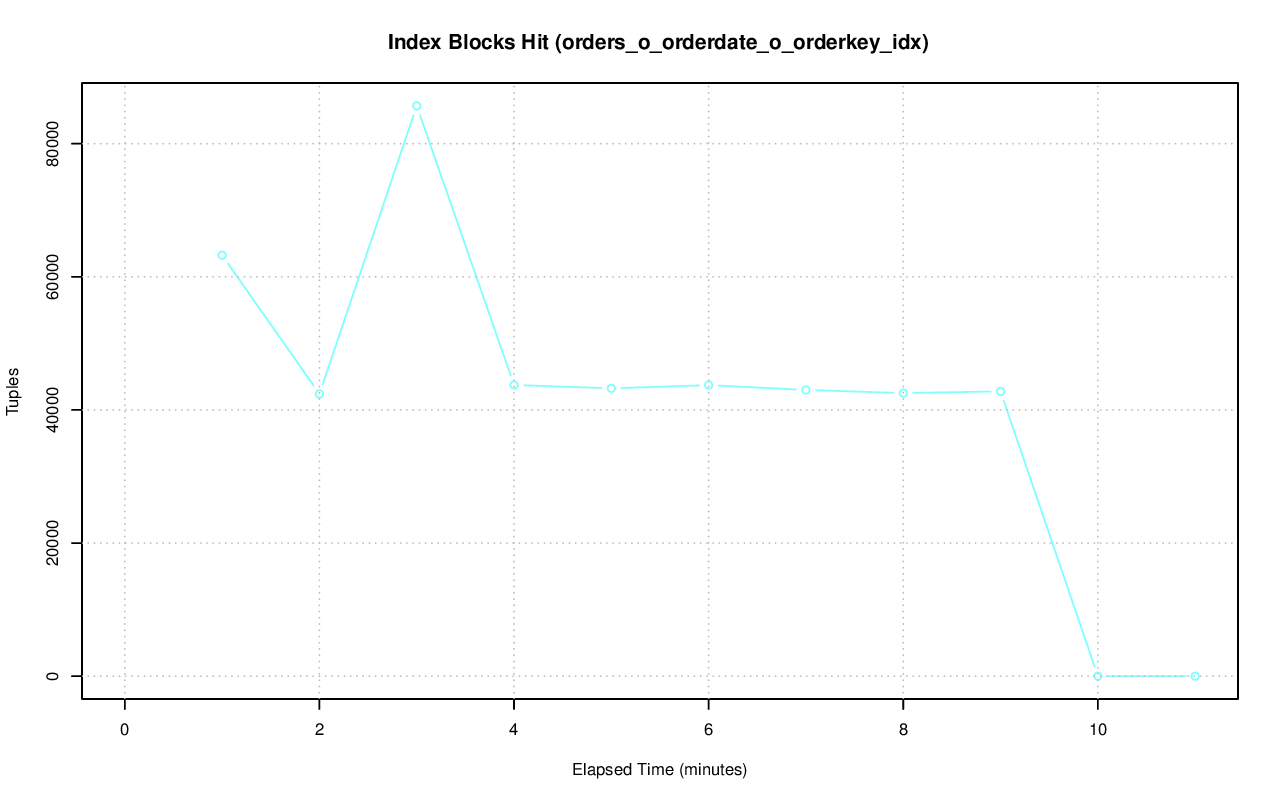 Index Blocks Hit (orders_o_orderdate_o_orderkey_idx)
Tuples
80000
60000
40000
20000
0
0 2 4 6 8 10
Elapsed Time (minutes)